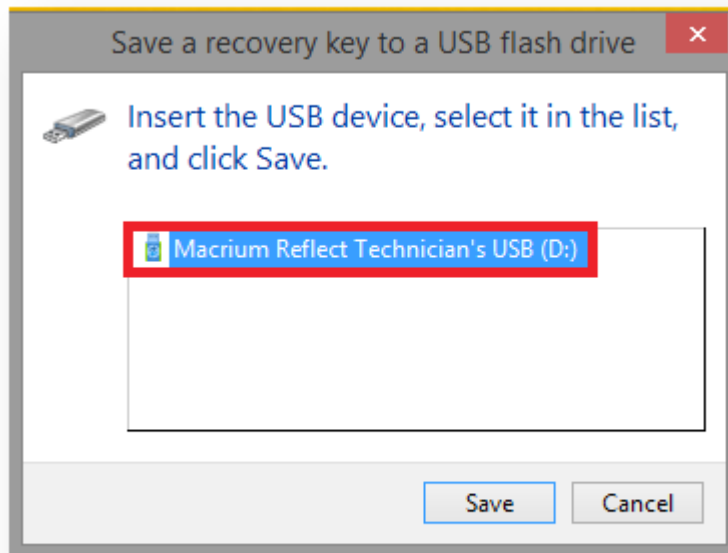 Save a recovery key to a USB flash drive
Insert the USB device, select it in the list,
and click Save.
Macrium Reflect Technician's USB (D:)
Save
Cancel